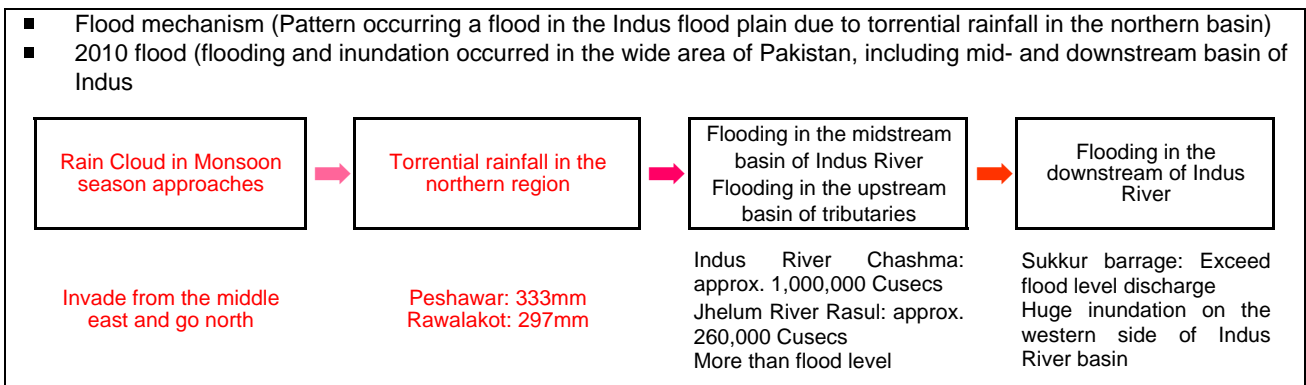 ■ Flood mechanism (Pattern occurring a flood in the Indus flood plain due to torrential rainfall in the northern basin)
■ 2010 flood (flooding and inundation occurred in the wide area of Pakistan, including mid- and downstream basin of
Indus
Rain Cloud in Monsoon
season approaches
Torrential rainfall in the
northern region
Flooding in the midstream
basin of Indus River
Flooding in the upstream
basin of tributaries
Flooding in the
downstream of Indus
River
Invade from the middle
east and go north
Peshawar: 333mm
Rawalakot: 297mm
Indus River Chashma:
approx. 1,000,000 Cusecs
Jhelum River Rasul: approx.
260,000 Cusecs
More than flood level
Sukkur barrage: Exceed
flood level discharge
Huge inundation on the
western side of Indus
River basin